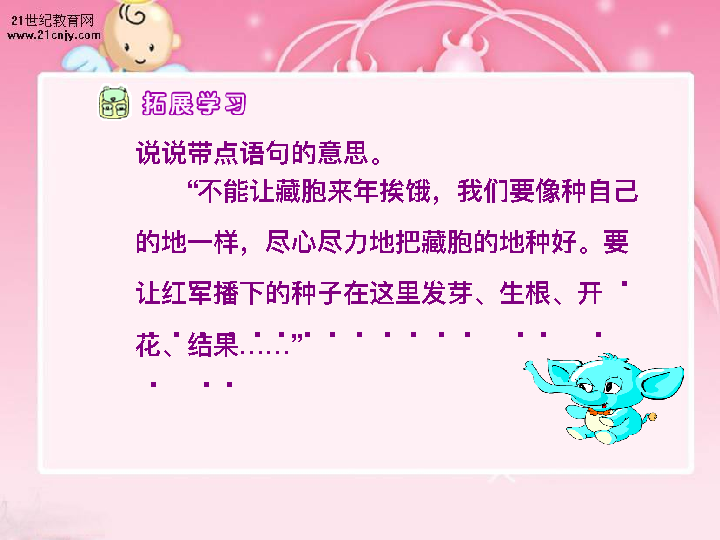 21世纪教育网
www.21cnjy.com
拓展学习
说说带点语句的意思。
“不能让藏胞来年挨饿，我们要像种自己
的地一样，尽心尽力地把藏胞的地种好。要
让红军播下的种子在这里发芽、生根、开
花、结果……”